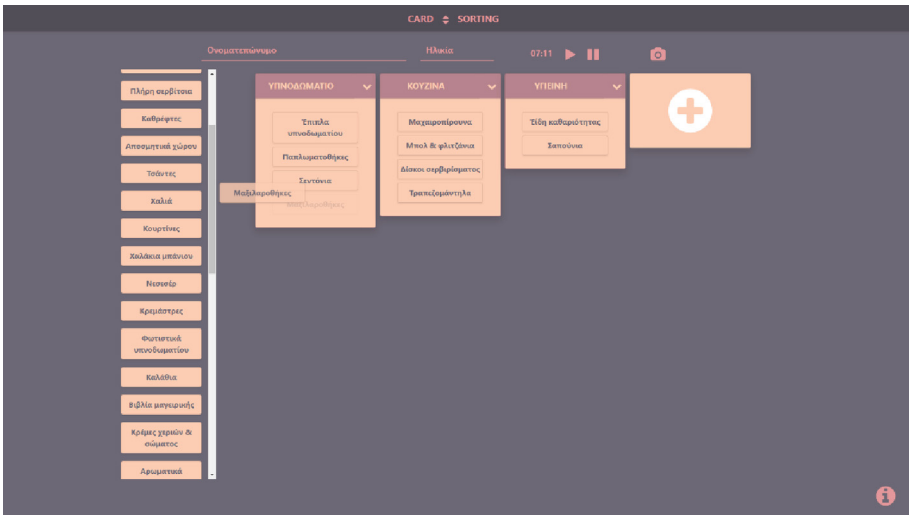 CARD SORTING
Ονοματεπώνυμο
Ηλικία
07:11
Πλήρη σερβίτσια
Καθρέφτες
Αποσμητικά χώρου
Τσάντες
Χαλιά
Κουρτίνες
Χαλάκια μπάνιου
Νεσεσέρ
Κρεμάστρες
Φωτιστικά
υπνοδωματίου
Καλάθια
Βιβλία μαγειρικής
Κρέμες χεριών &
σώματος
Αρωματικά
ΥΠΝΟΔΩΜΑΤΙΟ
Έπιπλα
υπνοδωματίου
Παπλωματοθήκες
Σεντόνια
Μαξιλαροθήκες
Μαξιλαροθήκες
ΚΟΥΖΙΝΑ
Μαχαιροπίρουνα
Μπολ & φλιτζάνια
Δίσκοι σερβιρίσματος
Τραπεζομάντηλα
ΥΓΙΕΙΝΗ
Είδη καθαριότητας
Σαπούνια